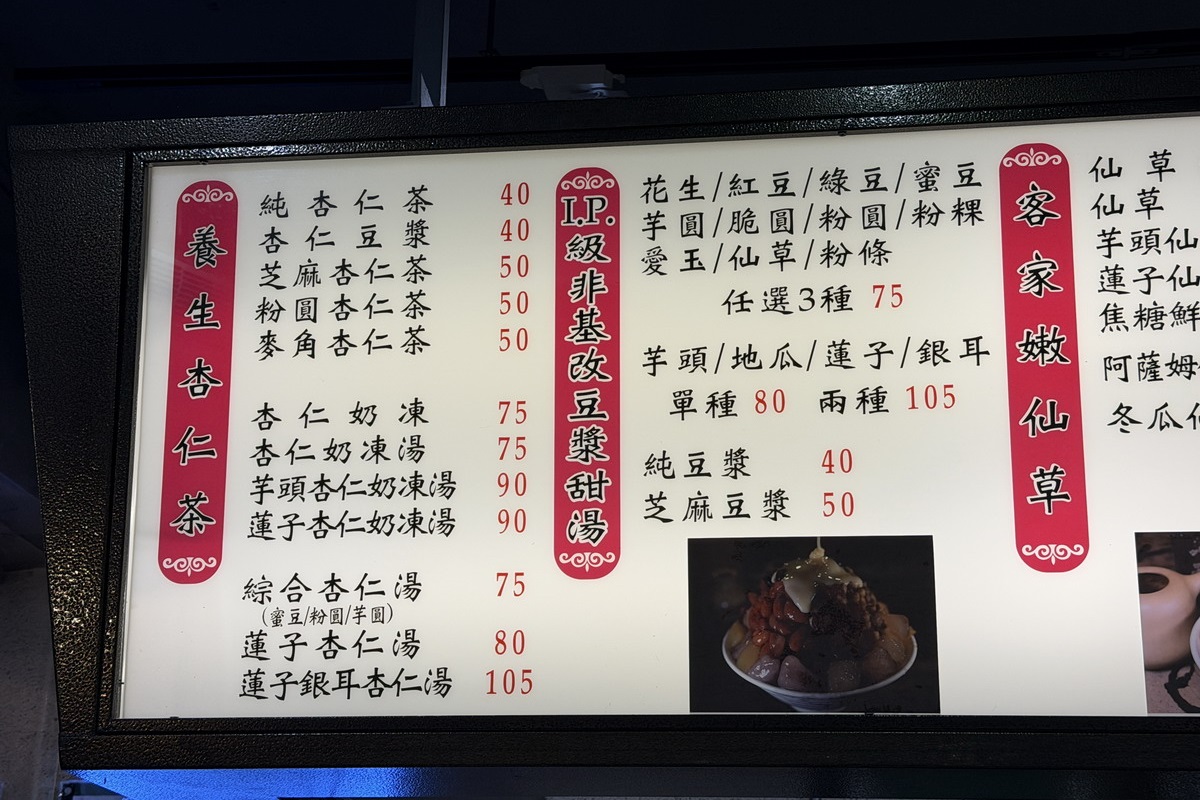 養生杏仁茶
純杏仁茶 40
杏仁豆漿 40
芝麻杏仁茶 50
粉圓杏仁茶 50
麥角杏仁茶 50
杏仁奶凍 75
杏仁奶凍湯 75
芋頭杏仁奶凍湯 90
蓮子杏仁奶凍湯 90
綜合杏仁湯 75
(蜜豆/粉圓/芋圓)
蓮子杏仁湯 80
蓮子銀耳杏仁湯 105
I.P.級非基改豆漿甜湯
花生/紅豆/綠豆/蜜豆
芋圓/脆圓/粉圓/粉粿
愛玉/仙草/粉條
任選3種 75
芋頭/地瓜/蓮子/銀耳
單種 80 兩種 105
純豆漿 40
芝麻豆漿 50
客家嫩仙草
仙草
仙草
芋頭仙
蓮子仙
焦糖鮮
阿薩姆
冬瓜仙